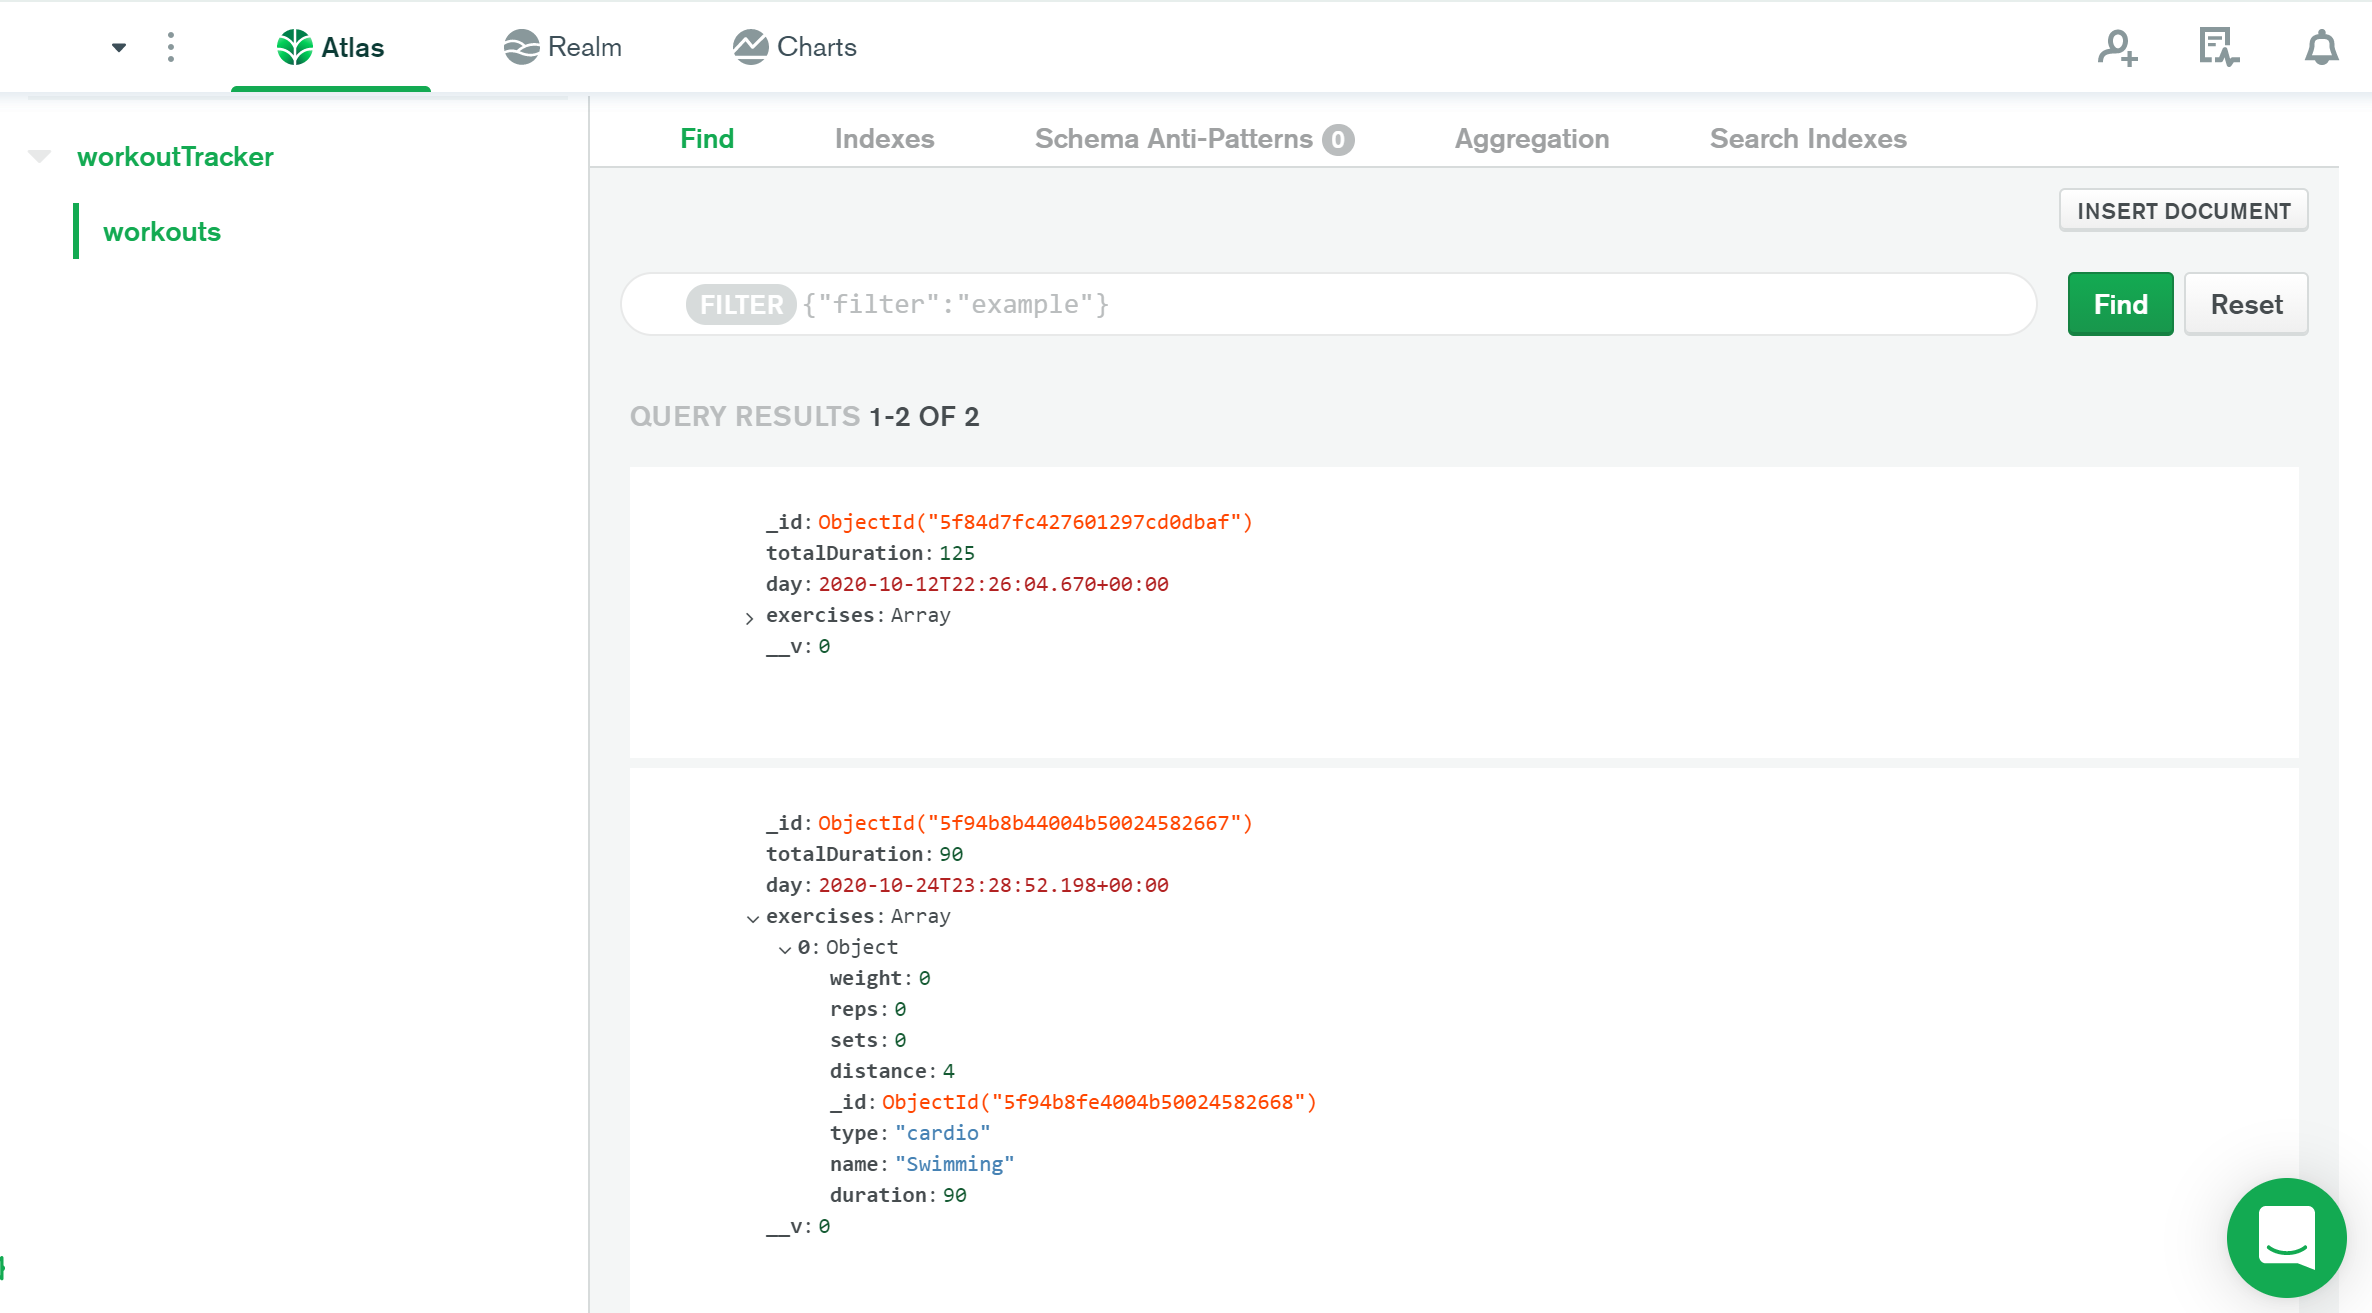 Atlas
Realm
Charts
workoutTracker
workouts
Find
Indexes
Schema Anti-Patterns 0
Aggregation
Search Indexes
INSERT DOCUMENT
FILTER {"filter":"example"}
Find
Reset
QUERY RESULTS 1-2 OF 2
_id: ObjectId("5f84d7fc427601297cd0dbaf")
totalDuration: 125
day: 2020-10-12T22:26:04.670+00:00
exercises: Array
__v: 0
_id: ObjectId("5f94b8b44004b50024582667")
totalDuration: 90
day: 2020-10-24T23:28:52.198+00:00
exercises: Array
0: Object
weight: 0
reps: 0
sets: 0
distance: 4
_id: ObjectId("5f94b8fe4004b50024582668")
type: "cardio"
name: "Swimming"
duration: 90
__v: 0